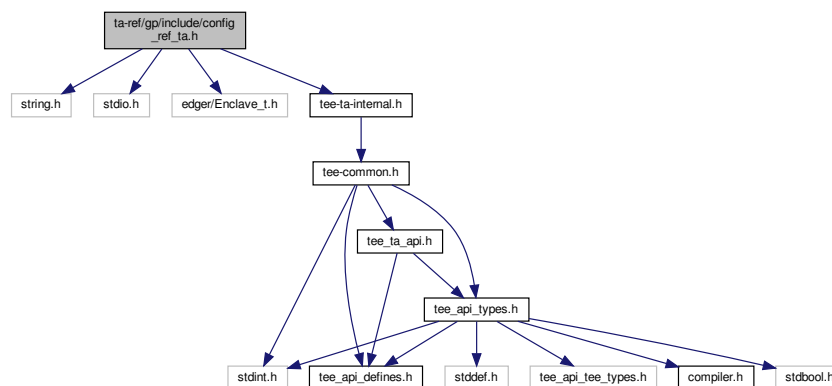 ta-ref/gp/include/config
_ref_ta.h
string.h
stdio.h
edger/Enclave_t.h
tee-ta-internal.h
tee-common.h
tee_ta_api.h
tee_api_types.h
stdint.h
tee_api_defines.h
stddef.h
tee_api_tee_types.h
compiler.h
stdbool.h